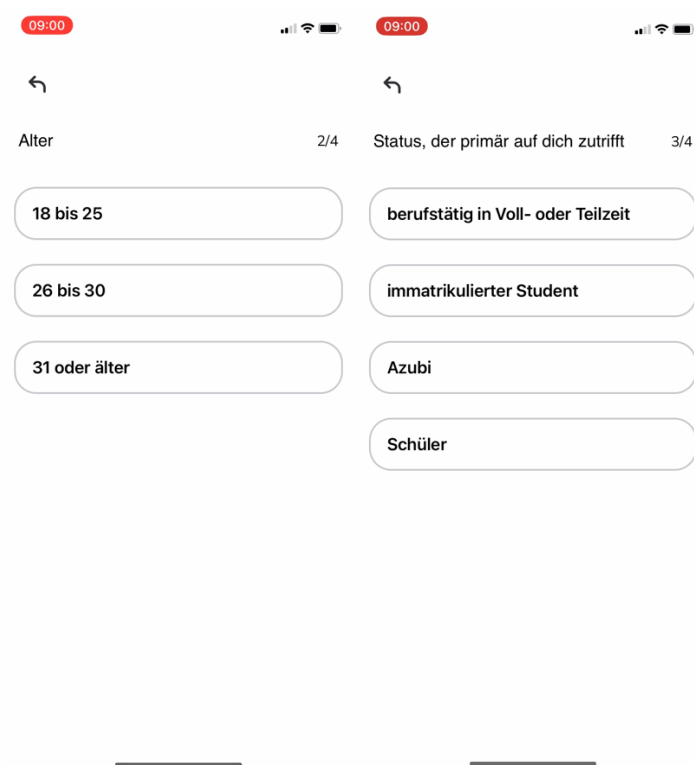 09:00
Alter 2/4
18 bis 25
26 bis 30
31 oder älter
09:00
Status, der primär auf dich zutrifft 3/4
berufstätig in Voll- oder Teilzeit
immatrikulierter Student
Azubi
Schüler